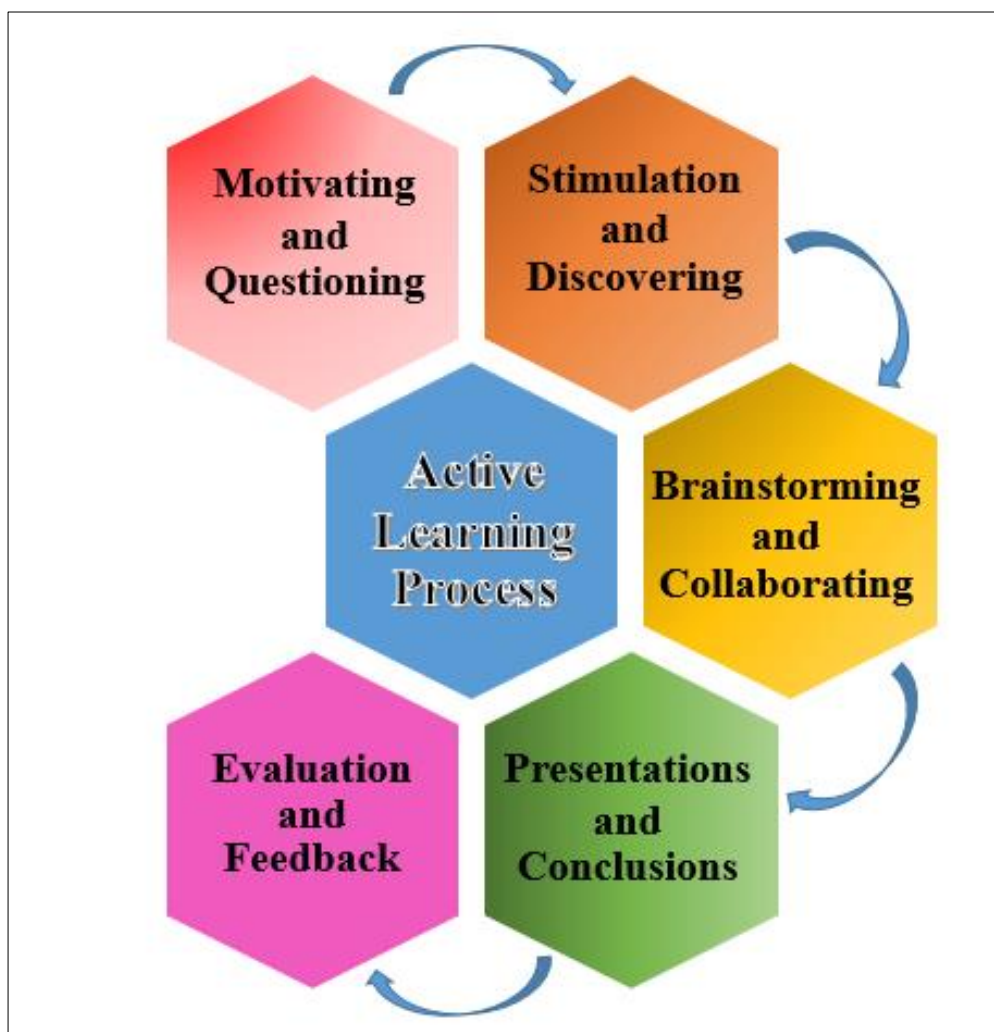 Motivating
and
Questioning
Stimulation
and
Discovering
Active
Learning
Process
Brainstorming
and
Collaborating
Evaluation
and
Feedback
Presentations
and
Conclusions